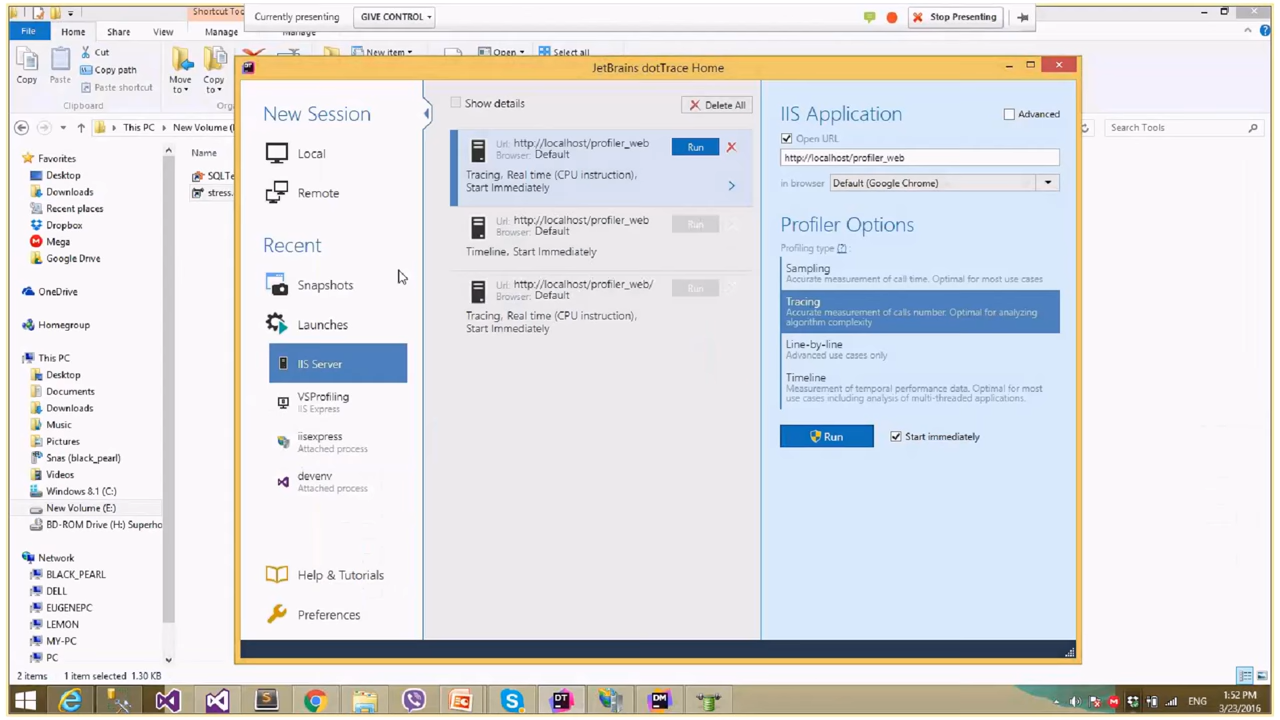 Shortcut Too
Currently presenting
GIVE CONTROL
Stop Presenting
File
Home
Share
View
Manage
Manage
Copy
Paste
Cut
Copy path
Paste shortcut
Move to
Copy to
New item
Open
Select all
Clipboard
Orga
This PC
New Volume (
Search Tools
Name
SQLTe
stress.
Favorites
Desktop
Downloads
Recent places
Dropbox
Mega
Google Drive
OneDrive
Homegroup
This PC
Desktop
Documents
Downloads
Music
Pictures
Snas (black_pearl)
Videos
Windows 8.1 (C:)
New Volume (E:)
BD-ROM Drive (H:) Superho
Network
BLACK_PEARL
DELL
EUGENEPC
LEMON
MY-PC
PC
2 items
1 item selected 1.30 KB
DT
JetBrains dotTrace Home
New Session
Local
Remote
Recent
Snapshots
Launches
IIS Server
VSProfiling
IIS Express
iisexpress
Attached process
devenv
Attached process
Help & Tutorials
Preferences
Show details
Delete All
Url: http://localhost/profiler_web
Browser: Default
Run
Tracing, Real time (CPU instruction),
Start Immediately
Url: http://localhost/profiler_web
Browser: Default
Run
Timeline, Start Immediately
Url: http://localhost/profiler_web/
Browser: Default
Run
Tracing, Real time (CPU instruction),
Start Immediately
IIS Application
Advanced
Open URL
http://localhost/profiler_web
in browser
Default (Google Chrome)
Profiler Options
Profiling type [?]:
Sampling
Accurate measurement of call time. Optimal for most use cases
Tracing
Accurate measurement of calls number. Optimal for analyzing
algorithm complexity
Line-by-line
Advanced use cases only
Timeline
Measurement of temporal performance data. Optimal for most
use cases including analysis of multi-threaded applications.
Run
Start immediately
DT
DM
ENG
1:52 PM
3/23/2016